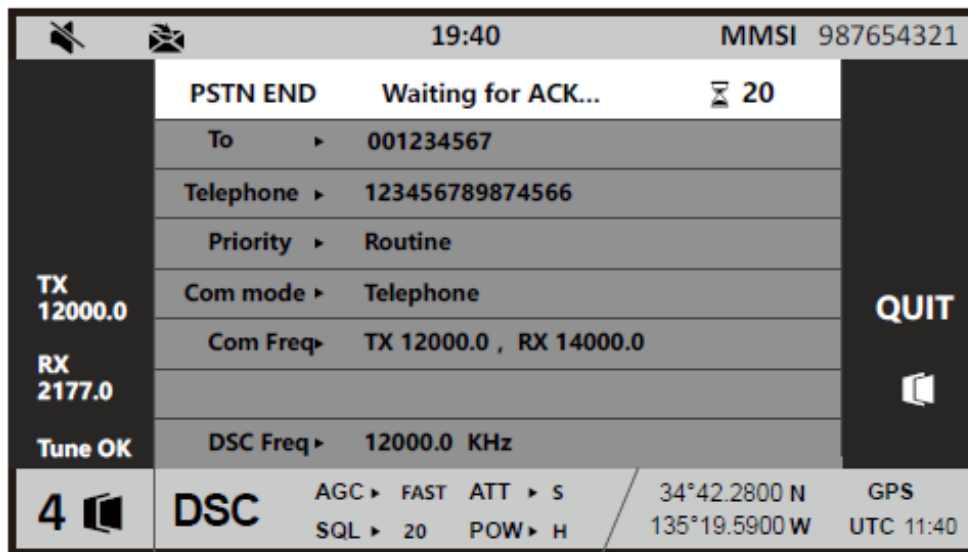 19:40 MMSI 987654321
PSTN END Waiting for ACK... 20
To ▸ 001234567
Telephone ▸ 123456789874566
Priority ▸ Routine
Com mode ▸ Telephone
Com Freq▸ TX 12000.0 , RX 14000.0
DSC Freq ▸ 12000.0 KHz
TX
12000.0
RX
2177.0
Tune OK
QUIT
4 DSC
AGC ▸ FAST ATT ▸ S
SQL ▸ 20 POW ▸ H
34°42.2800 N
135°19.5900 W
GPS
UTC 11:40